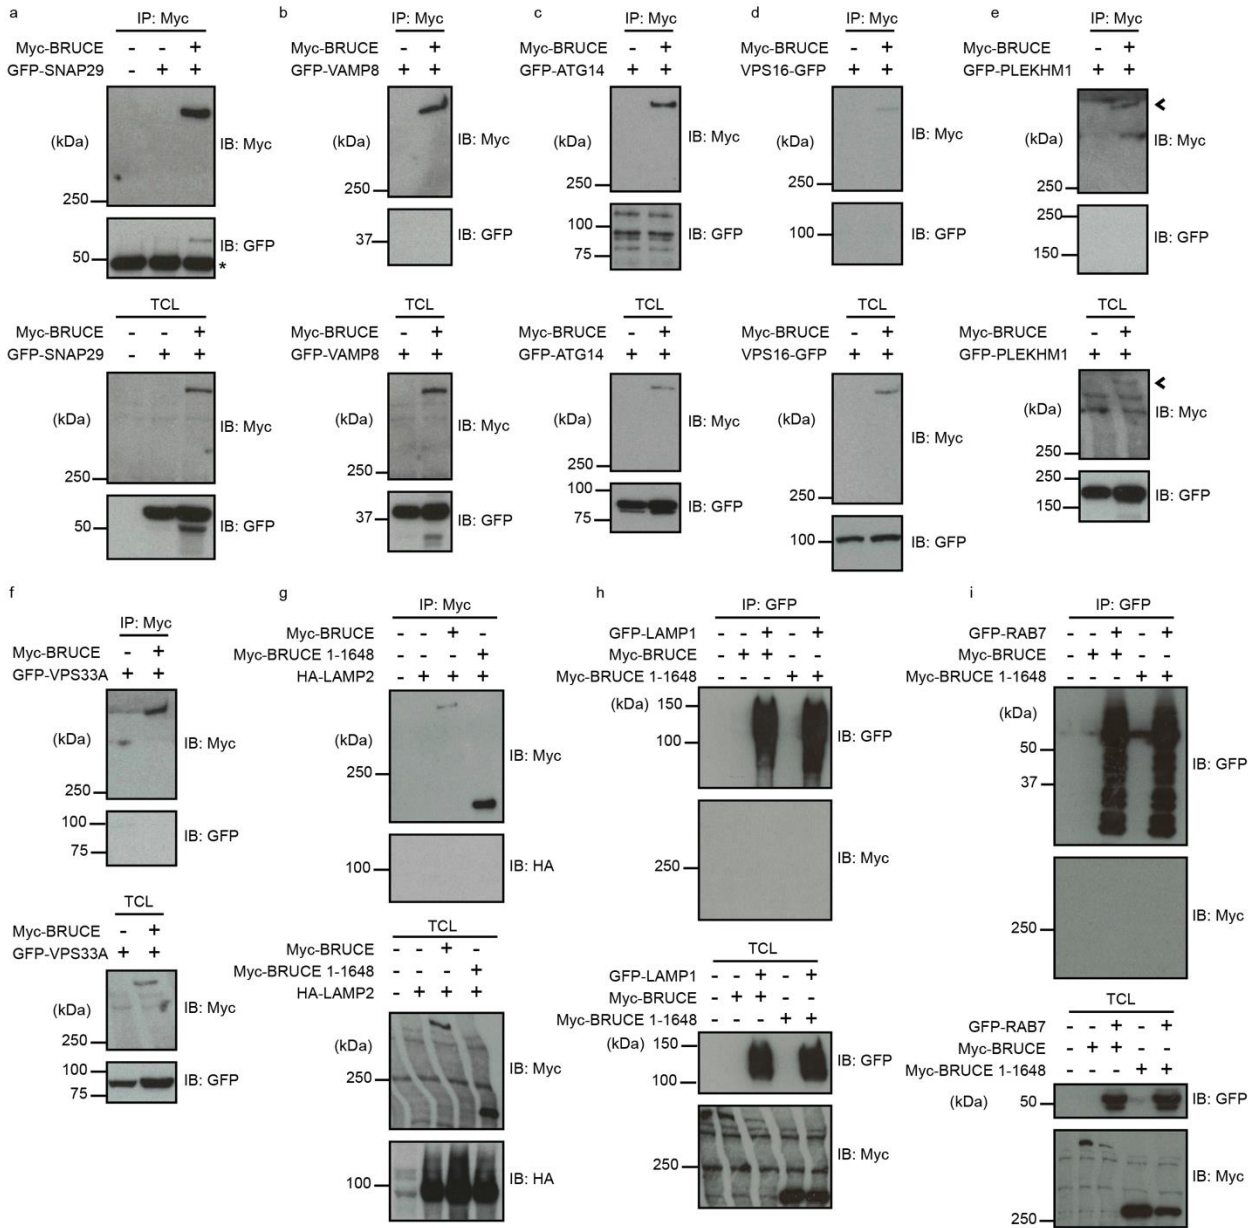 a
IP: Myc
Myc-BRUCE - - +
GFP-SNAP29 - + +
(kDa)
IB: Myc
250
IB: GFP
50
*
TCL
Myc-BRUCE - - +
GFP-SNAP29 - + +
(kDa)
IB: Myc
250
50
IB: GFP
b
IP: Myc
Myc-BRUCE - +
GFP-VAMP8 + +
(kDa)
IB: Myc
250
37
IB: GFP
TCL
Myc-BRUCE - +
GFP-VAMP8 + +
(kDa)
IB: Myc
250
37
IB: GFP
c
IP: Myc
Myc-BRUCE - +
GFP-ATG14 + +
(kDa)
IB: Myc
250
100
IB: GFP
75
TCL
Myc-BRUCE - +
GFP-ATG14 + +
(kDa)
IB: Myc
250
100
IB: GFP
75
d
IP: Myc
Myc-BRUCE - +
VPS16-GFP + +
(kDa)
IB: Myc
250
100
IB: GFP
TCL
Myc-BRUCE - +
VPS16-GFP + +
(kDa)
IB: Myc
250
100
IB: GFP
e
IP: Myc
Myc-BRUCE - +
GFP-PLEKHM1 + +
(kDa)
IB: Myc
250
250
IB: GFP
150
TCL
Myc-BRUCE - +
GFP-PLEKHM1 + +
(kDa)
IB: Myc
250
250
IB: GFP
150
f
IP: Myc
Myc-BRUCE - +
GFP-VPS33A + +
(kDa)
IB: Myc
250
100
IB: GFP
75
TCL
Myc-BRUCE - +
GFP-VPS33A + +
(kDa)
IB: Myc
250
100
IB: GFP
75
g
IP: Myc
Myc-BRUCE - - + -
Myc-BRUCE 1-1648 - - - +
HA-LAMP2 - + + +
(kDa)
IB: Myc
250
100
IB: HA
TCL
Myc-BRUCE - - + -
Myc-BRUCE 1-1648 - - - +
HA-LAMP2 - + + +
(kDa)
IB: Myc
250
IB: HA
100
h
IP: GFP
GFP-LAMP1 - - + - +
Myc-BRUCE - + + - -
Myc-BRUCE 1-1648 - - - + +
(kDa) 150
IB: GFP
100
IB: Myc
250
TCL
GFP-LAMP1 - - + - +
Myc-BRUCE - + + - -
Myc-BRUCE 1-1648 - - - + +
(kDa) 150
IB: GFP
100
IB: Myc
250
i
IP: GFP
GFP-RAB7 - - + - +
Myc-BRUCE - + + - -
Myc-BRUCE 1-1648 - - - + +
(kDa)
50
IB: GFP
37
IB: Myc
250
TCL
GFP-RAB7 - - + - +
Myc-BRUCE - + + - -
Myc-BRUCE 1-1648 - - - + +
(kDa) 50
IB: GFP
IB: Myc
250